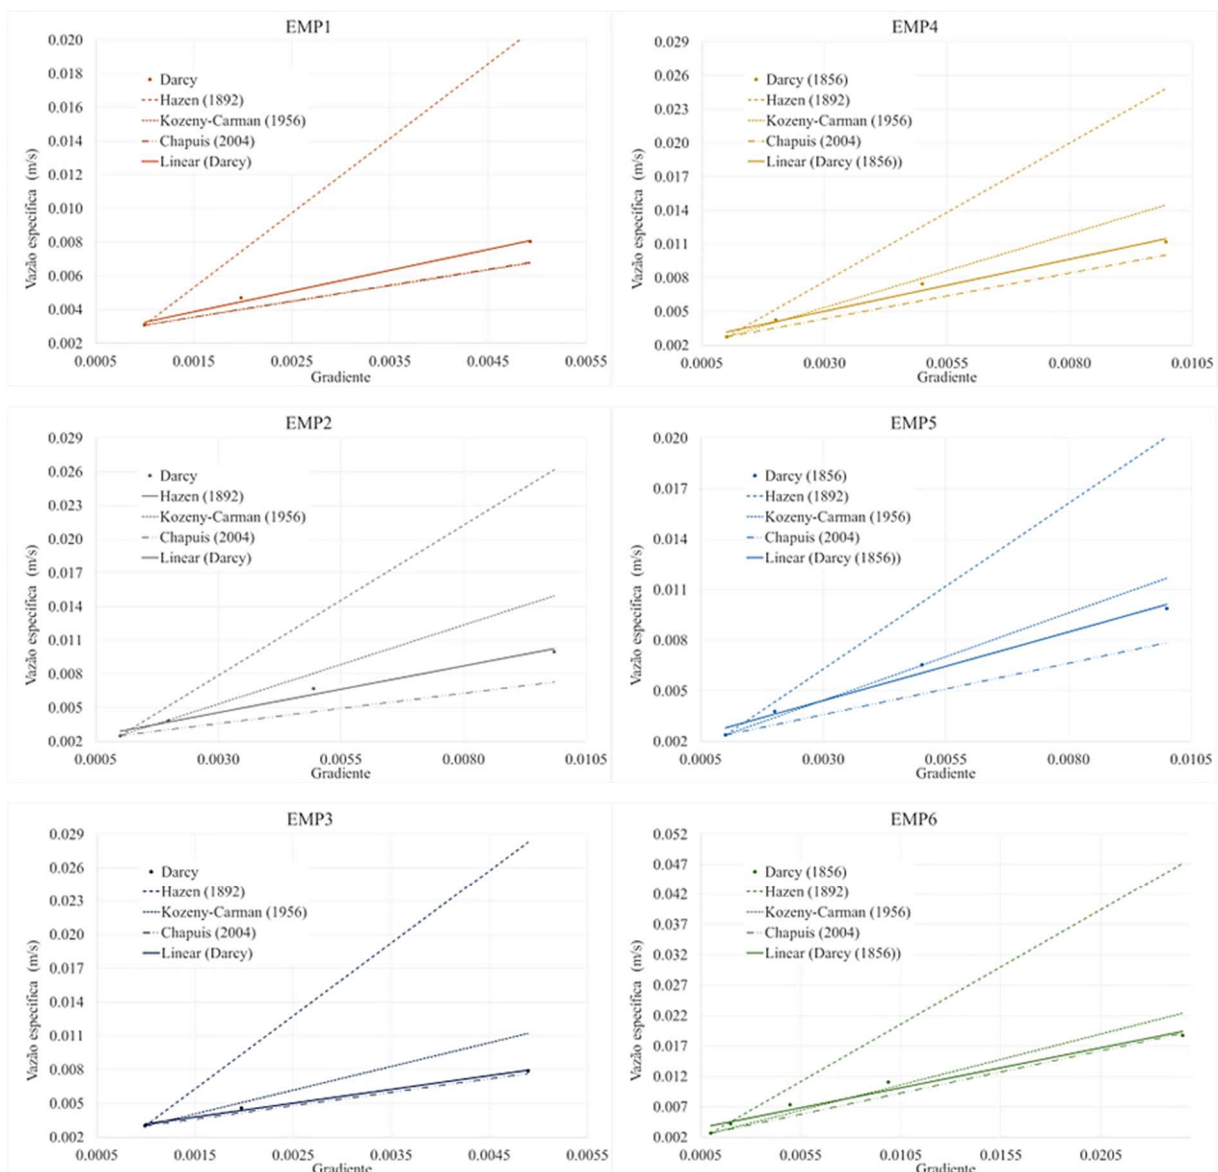 EMP1
0.020
0.018
0.016
0.014
0.012
0.010
0.008
0.006
0.004
0.002
Vazão específica (m/s)
Darcy
Hazen (1892)
Kozeny-Carman (1956)
Chapuis (2004)
Linear (Darcy)
0.0005 0.0015 0.0025 0.0035 0.0045 0.0055
Gradiente
EMP4
0.029
0.026
0.023
0.020
0.017
0.014
0.011
0.008
0.005
0.002
Vazão específica (m/s)
Darcy (1856)
Hazen (1892)
Kozeny-Carman (1956)
Chapuis (2004)
Linear (Darcy (1856))
0.0005 0.0030 0.0055 0.0080 0.0105
Gradiente
EMP2
0.029
0.026
0.023
0.020
0.017
0.014
0.011
0.008
0.005
0.002
Vazão específica (m/s)
Darcy
Hazen (1892)
Kozeny-Carman (1956)
Chapuis (2004)
Linear (Darcy)
0.0005 0.0030 0.0055 0.0080 0.0105
Gradiente
EMP5
0.020
0.017
0.014
0.011
0.008
0.005
0.002
Vazão específica (m/s)
Darcy (1856)
Hazen (1892)
Kozeny-Carman (1956)
Chapuis (2004)
Linear (Darcy (1856))
0.0005 0.0030 0.0055 0.0080 0.0105
Gradiente
EMP3
0.029
0.026
0.023
0.020
0.017
0.014
0.011
0.008
0.005
0.002
Vazão específica (m/s)
Darcy
Hazen (1892)
Kozeny-Carman (1956)
Chapuis (2004)
Linear (Darcy)
0.0005 0.0015 0.0025 0.0035 0.0045 0.0055
Gradiente
EMP6
0.052
0.047
0.042
0.037
0.032
0.027
0.022
0.017
0.012
0.007
0.002
Vazão específica (m/s)
Darcy (1856)
Hazen (1892)
Kozeny-Carman (1956)
Chapuis (2004)
Linear (Darcy (1856))
0.0005 0.0055 0.0105 0.0155 0.0205
Gradiente